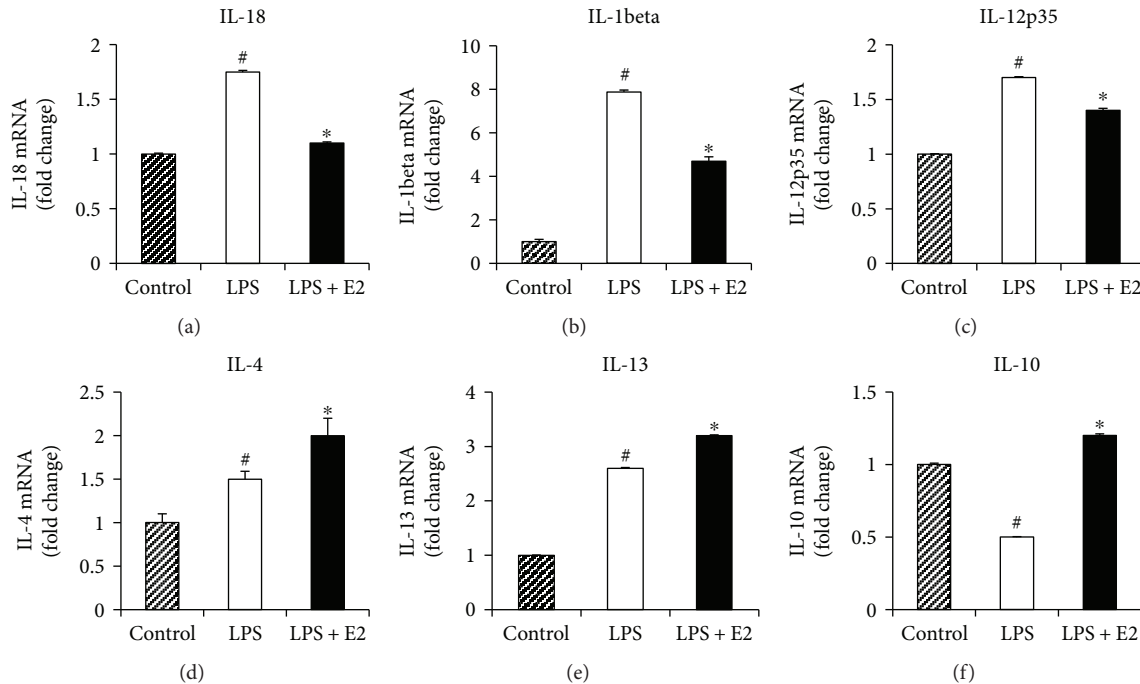 IL-18
IL-18 mRNA
(fold change)
2
1.5
1
0.5
0
#
*
Control LPS LPS + E2
(a)
IL-1beta
IL-1beta mRNA
(fold change)
10
8
6
4
2
0
#
*
Control LPS LPS + E2
(b)
IL-12p35
IL-12p35 mRNA
(fold change)
2
1.5
1
0.5
0
#
*
Control LPS LPS + E2
(c)
IL-4
IL-4 mRNA
(fold change)
2.5
2
1.5
1
0.5
0
#
*
Control LPS LPS + E2
(d)
IL-13
IL-13 mRNA
(fold change)
4
3
2
1
0
#
*
Control LPS LPS + E2
(e)
IL-10
IL-10 mRNA
(fold change)
1.5
1
0.5
0
#
*
Control LPS LPS + E2
(f)